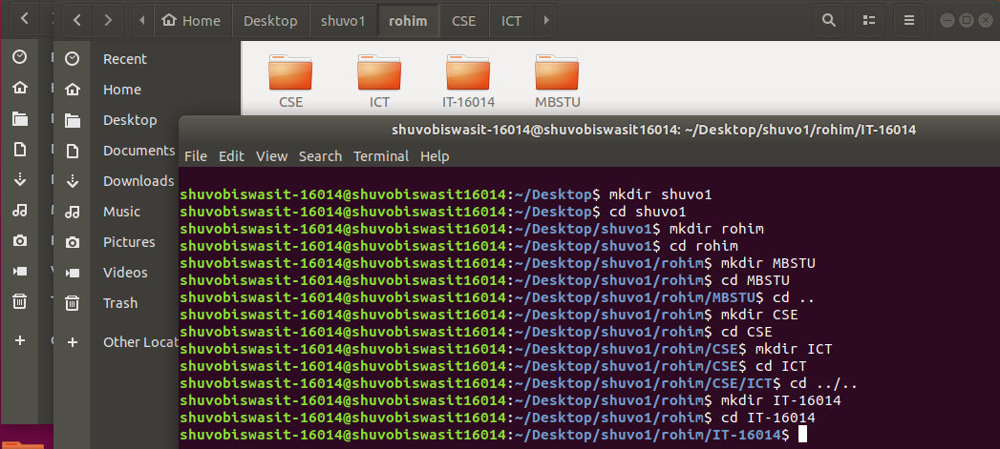 Home Desktop shuvo1 rohim CSE ICT
Recent
Home
Desktop
Documents
Downloads
Music
Pictures
Videos
Trash
Other Locat
CSE ICT IT-16014 MBSTU
shuvobiswasit-16014@shuvobiswasit16014: ~/Desktop/shuvo1/rohim/IT-16014
File Edit View Search Terminal Help
shuvobiswasit-16014@shuvobiswasit16014:~/Desktop$ mkdir shuvo1
shuvobiswasit-16014@shuvobiswasit16014:~/Desktop$ cd shuvo1
shuvobiswasit-16014@shuvobiswasit16014:~/Desktop/shuvo1$ mkdir rohim
shuvobiswasit-16014@shuvobiswasit16014:~/Desktop/shuvo1$ cd rohim
shuvobiswasit-16014@shuvobiswasit16014:~/Desktop/shuvo1/rohim$ mkdir MBSTU
shuvobiswasit-16014@shuvobiswasit16014:~/Desktop/shuvo1/rohim$ cd MBSTU
shuvobiswasit-16014@shuvobiswasit16014:~/Desktop/shuvo1/rohim/MBSTU$ cd ..
shuvobiswasit-16014@shuvobiswasit16014:~/Desktop/shuvo1/rohim$ mkdir CSE
shuvobiswasit-16014@shuvobiswasit16014:~/Desktop/shuvo1/rohim$ cd CSE
shuvobiswasit-16014@shuvobiswasit16014:~/Desktop/shuvo1/rohim/CSE$ mkdir ICT
shuvobiswasit-16014@shuvobiswasit16014:~/Desktop/shuvo1/rohim/CSE$ cd ICT
shuvobiswasit-16014@shuvobiswasit16014:~/Desktop/shuvo1/rohim/CSE/ICT$ cd ../..
shuvobiswasit-16014@shuvobiswasit16014:~/Desktop/shuvo1/rohim$ mkdir IT-16014
shuvobiswasit-16014@shuvobiswasit16014:~/Desktop/shuvo1/rohim$ cd IT-16014
shuvobiswasit-16014@shuvobiswasit16014:~/Desktop/shuvo1/rohim/IT-16014$